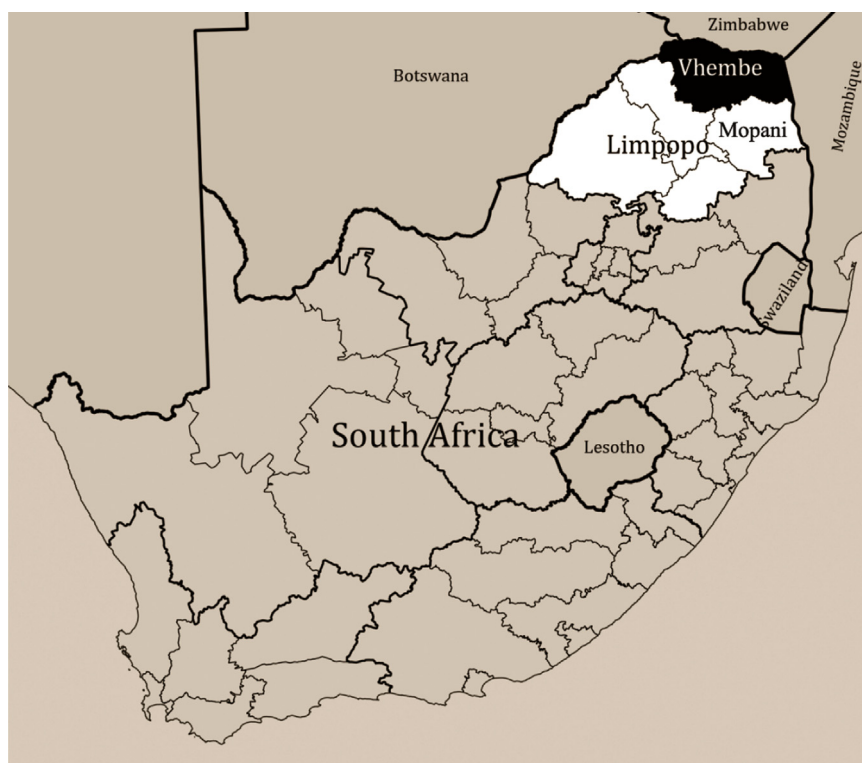 Zimbabwe
Vhembe
Botswana
Mozambique
Mopani
Limpopo
Swaziland
South Africa
Lesotho